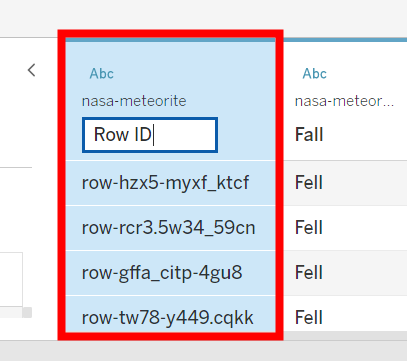 Abc
nasa-meteorite
Row ID
row-hzx5-myxf_ktcf
row-rcr3.5w34_59cn
row-gffa_citp-4gu8
row-tw78-y449.cqkk
Abc
nasa-meteor...
Fall
Fell
Fell
Fell
Fell